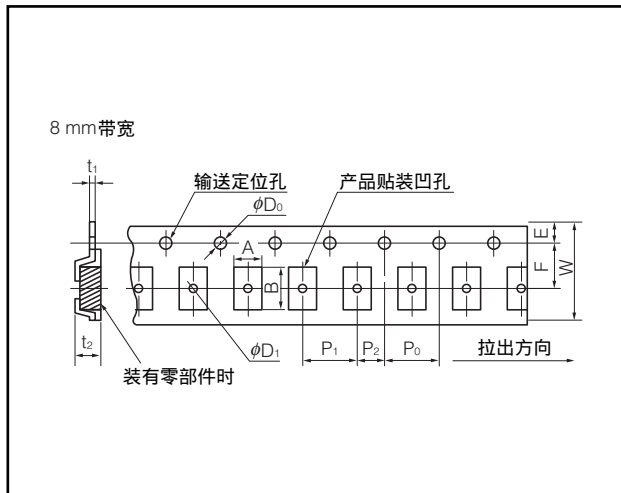 8 mm带宽
t₁
输送定位孔
产品贴装凹孔
ϕD₀
A
B
E
F
W
t₂
ϕD₁
P₁
P₂
P₀
拉出方向
装有零部件时